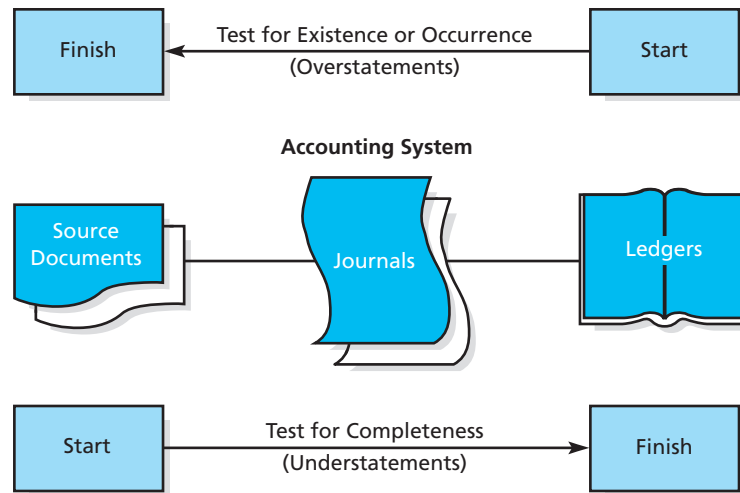 Finish
Test for Existence or Occurrence
(Overstatements)
Start
Accounting System
Source
Documents
Journals
Ledgers
Start
Test for Completeness
(Understatements)
Finish